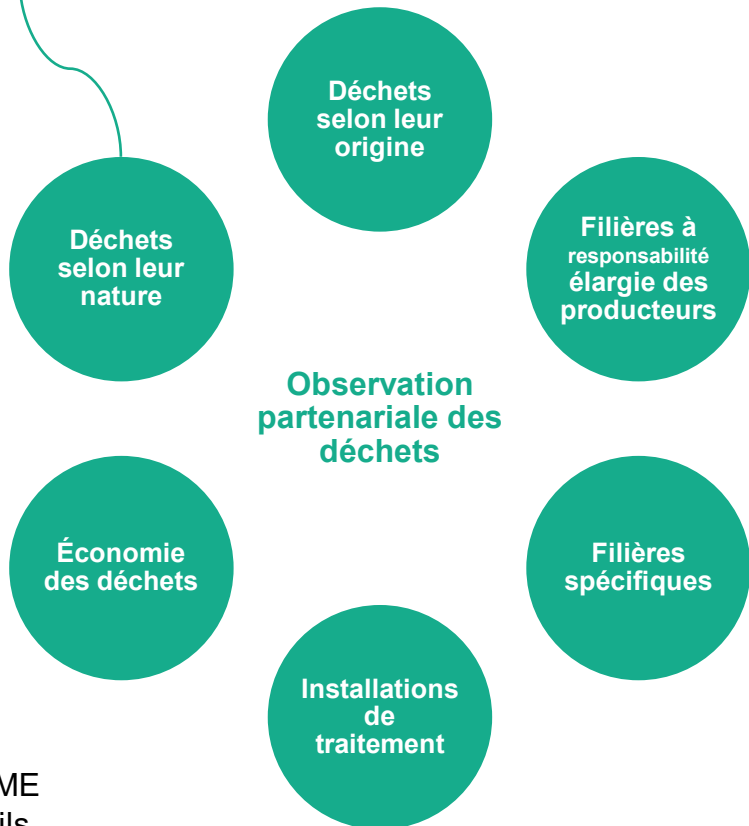 Déchets
selon leur
origine
Déchets
selon leur
nature
Filières à
responsabilité
élargie des
producteurs
Observation
partenariale des
déchets
Économie
des déchets
Filières
spécifiques
Installations
de
traitement